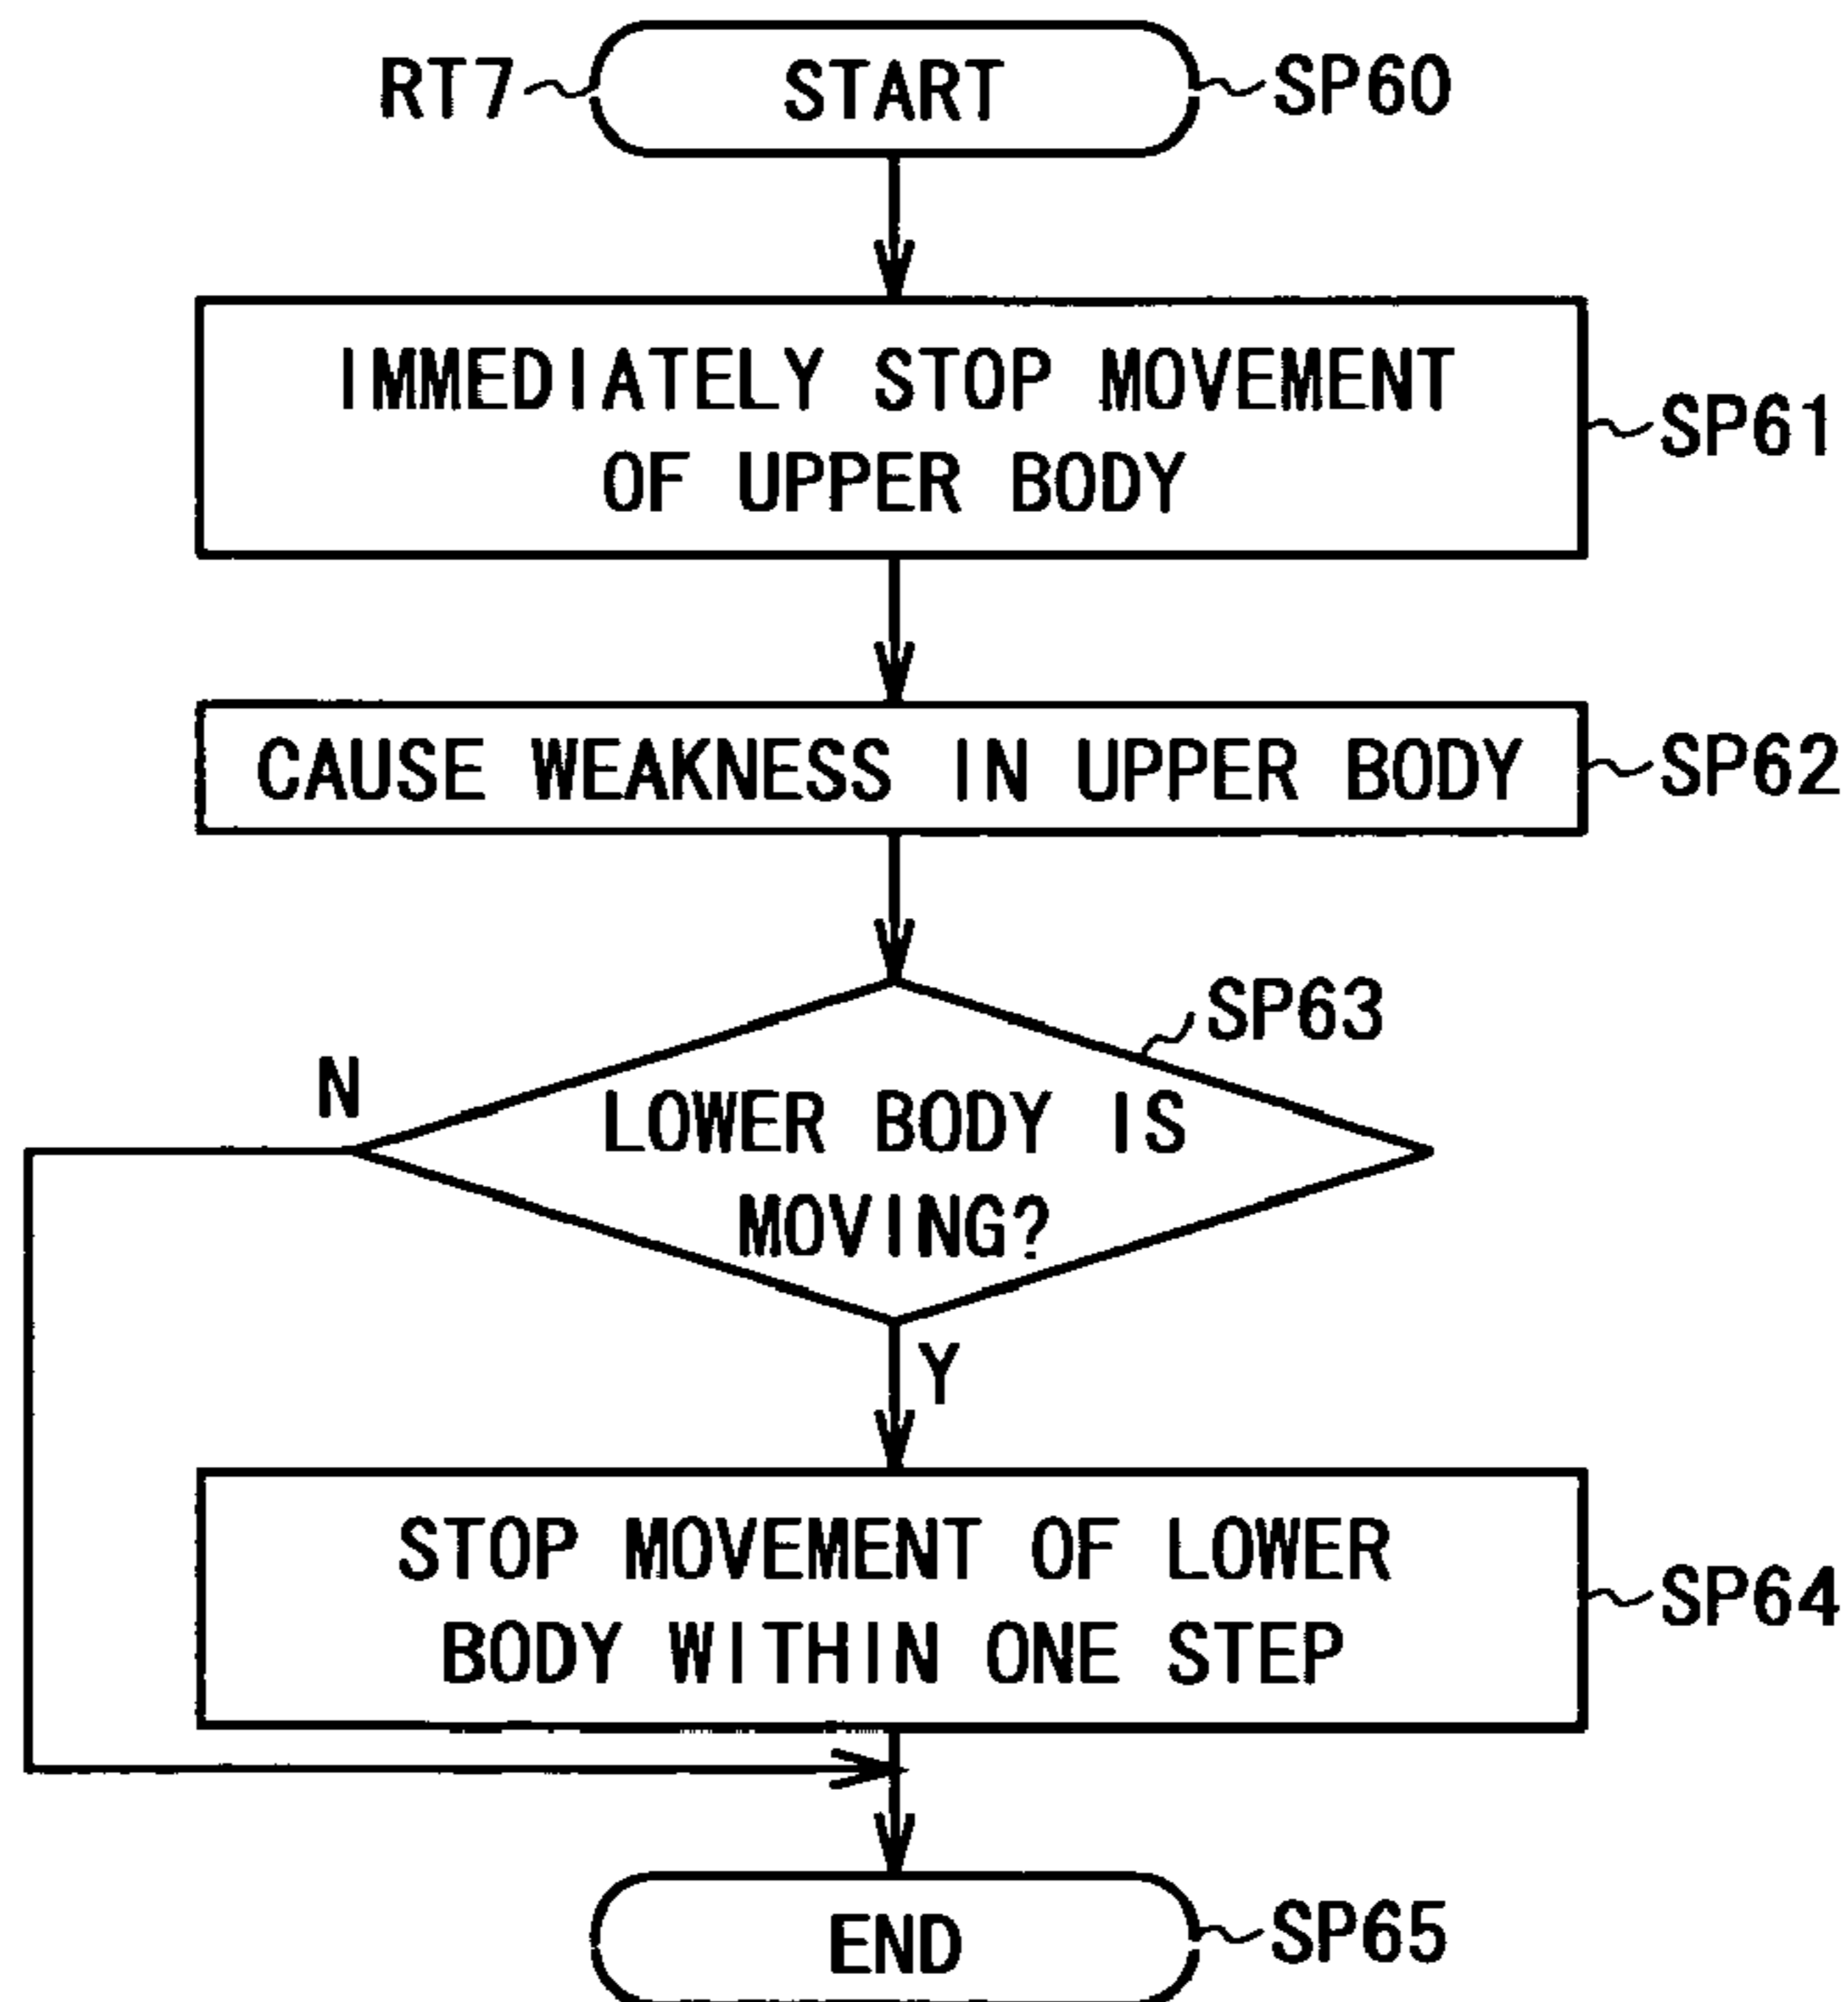 RT7 START SP60
IMMEDIATELY STOP MOVEMENT
OF UPPER BODY
SP61
CAUSE WEAKNESS IN UPPER BODY
SP62
SP63
N
LOWER BODY IS
MOVING?
Y
STOP MOVEMENT OF LOWER
BODY WITHIN ONE STEP
SP64
END SP65